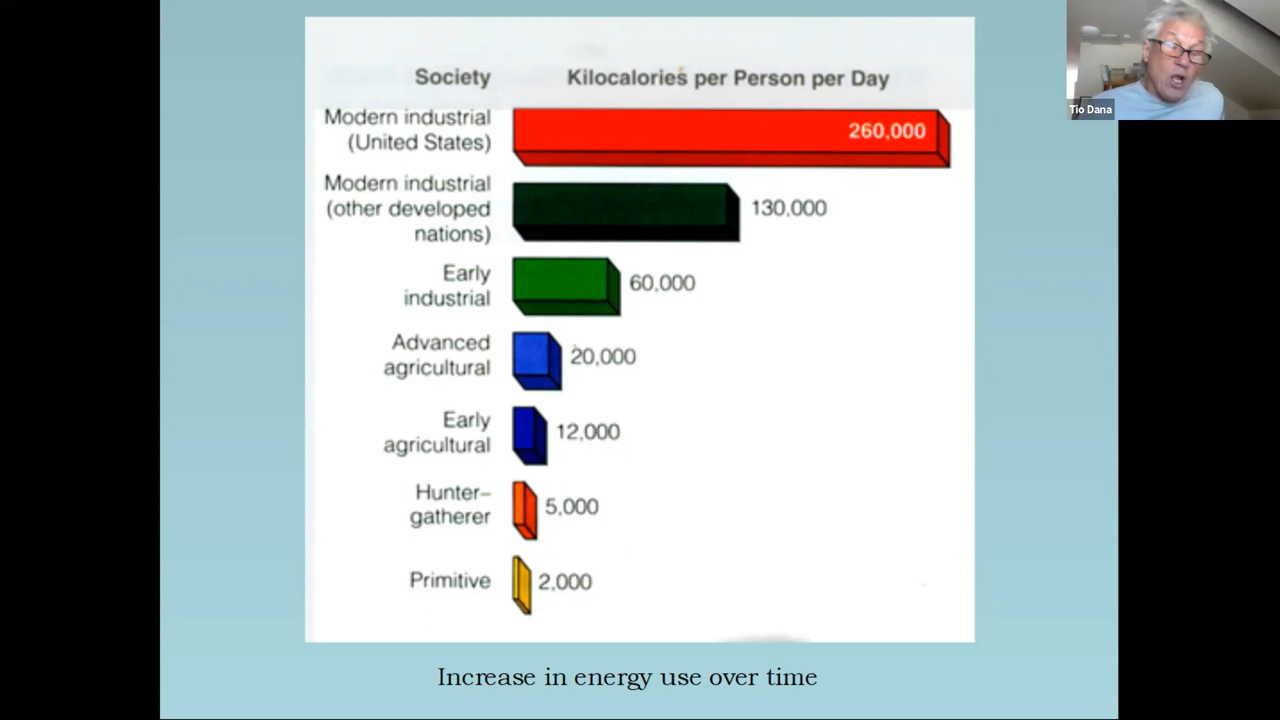 Society Kilocalories per Person per Day
Modern industrial
(United States)
260,000
Modern industrial
(other developed
nations)
130,000
Early
industrial
60,000
Advanced
agricultural
20,000
Early
agricultural
12,000
Hunter–
gatherer
5,000
Primitive
2,000
Increase in energy use over time
Tio Dana